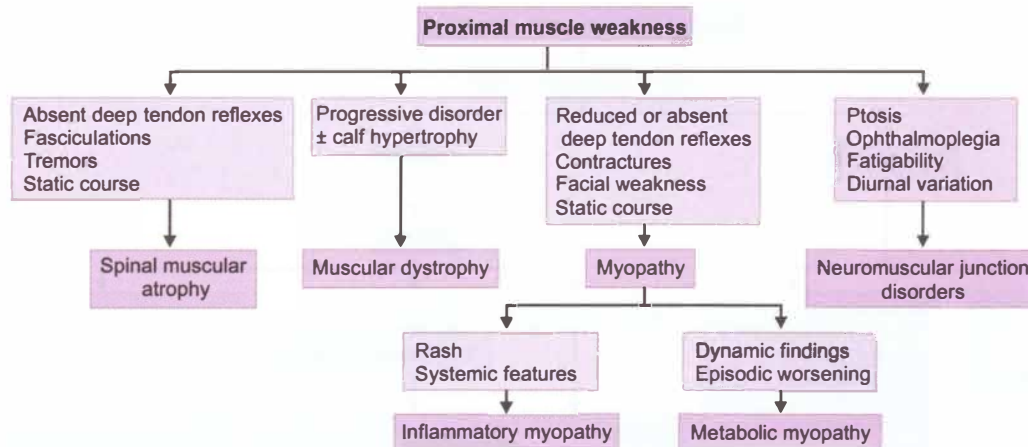 Proximal muscle weakness
Absent deep tendon reflexes
Fasciculations
Tremors
Static course
Progressive disorder
± calf hypertrophy
Reduced or absent
deep tendon reflexes
Contractures
Facial weakness
Static course
Ptosis
Ophthalmoplegia
Fatigability
Diurnal variation
Spinal muscular
atrophy
Muscular dystrophy
Myopathy
Neuromuscular junction
disorders
Rash
Systemic features
Dynamic findings
Episodic worsening
Inflammatory myopathy
Metabolic myopathy